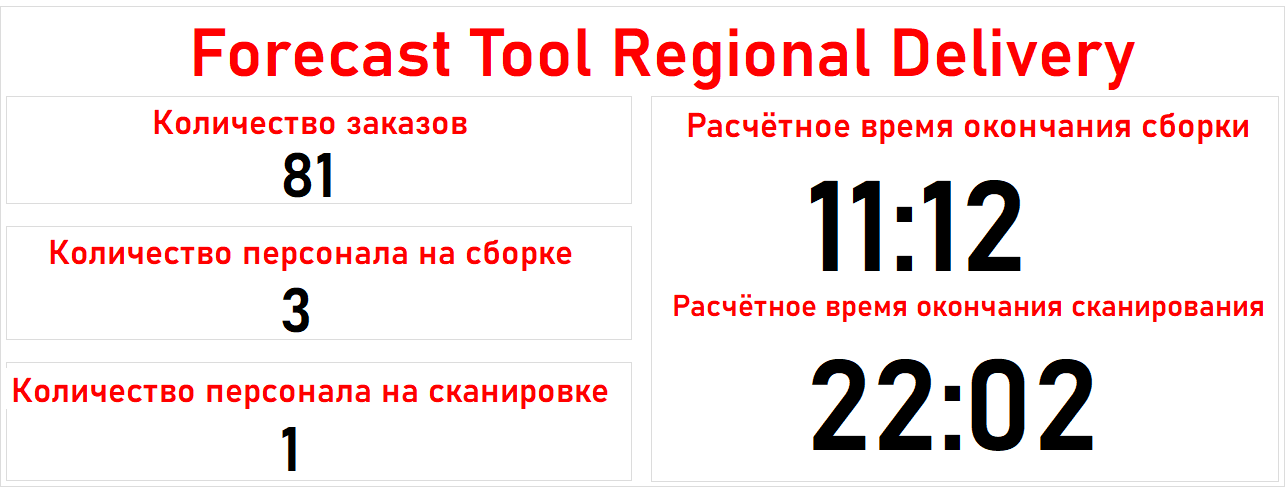 Forecast Tool Regional Delivery
Количество заказов
81
Количество персонала на сборке
3
Количество персонала на сканировке
1
Расчётное время окончания сборки
11:12
Расчётное время окончания сканирования
22:02